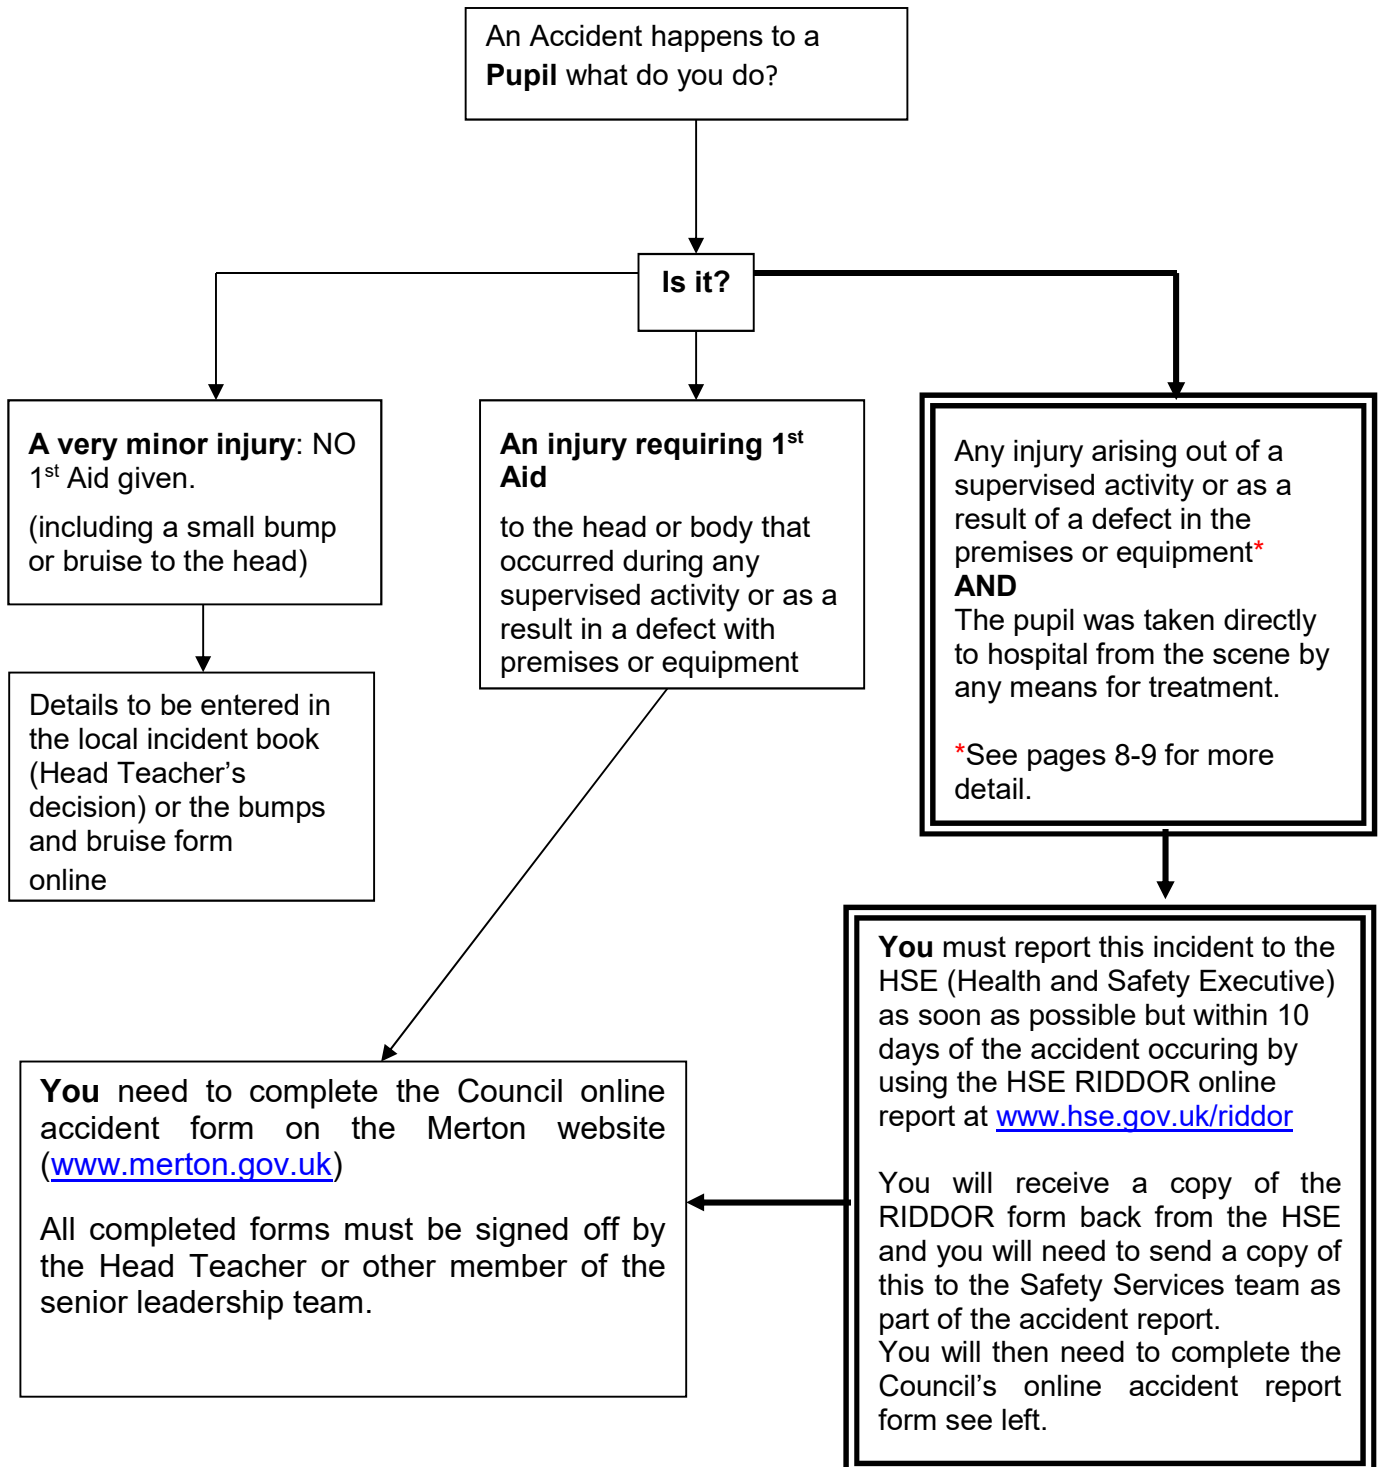 An Accident happens to a
Pupil what do you do?
Is it?
A very minor injury: NO
1st Aid given.
(including a small bump
or bruise to the head)
An injury requiring 1st
Aid
to the head or body that
occurred during any
supervised activity or as a
result in a defect with
premises or equipment
Any injury arising out of a
supervised activity or as a
result of a defect in the
premises or equipment*
AND
The pupil was taken directly
to hospital from the scene by
any means for treatment.
*See pages 8-9 for more
detail.
Details to be entered in
the local incident book
(Head Teacher’s
decision) or the bumps
and bruise form
online
You need to complete the Council online
accident form on the Merton website
(www.merton.gov.uk)
All completed forms must be signed off by
the Head Teacher or other member of the
senior leadership team.
You must report this incident to the
HSE (Health and Safety Executive)
as soon as possible but within 10
days of the accident occuring by
using the HSE RIDDOR online
report at www.hse.gov.uk/riddor
You will receive a copy of the
RIDDOR form back from the HSE
and you will need to send a copy of
this to the Safety Services team as
part of the accident report.
You will then need to complete the
Council’s online accident report
form see left.